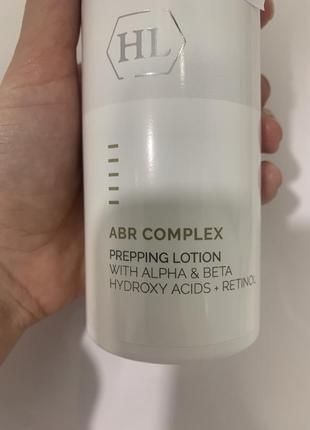 HL
ABR COMPLEX
PREPPING LOTION
WITH ALPHA & BETA
HYDROXY ACIDS + RETINOL